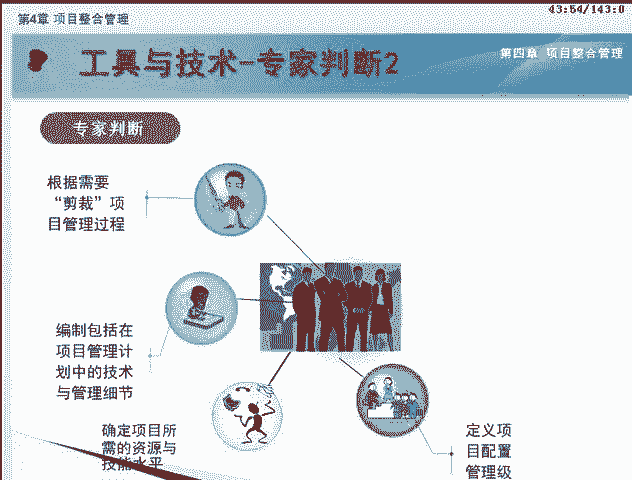 第4章 项目整合管理
43:54/143:0
工具与技术-专家判断2
第四章 项目整合管理
专家判断
根据需要
“剪裁”项
目管理过程
编制包括在
项目管理计
划中的技术
与管理细节
确定项目所
需的资源与
技能水平
定义项
目配置
管理级